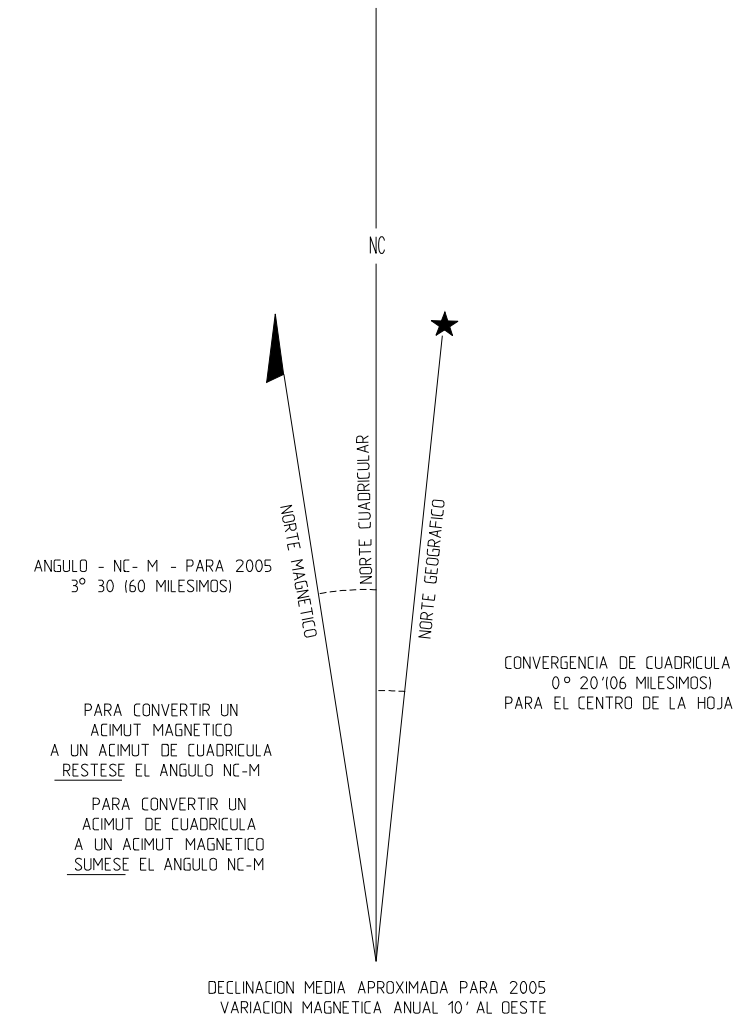 NC
NORTE MAGNETICO
NORTE CUADRICULAR
NORTE GEOGRAFICO
ANGULO - NC- M - PARA 2005
3° 30 (60 MILESIMOS)
CONVERGENCIA DE CUADRICULA
0° 20'(06 MILESIMOS)
PARA EL CENTRO DE LA HOJA
PARA CONVERTIR UN
ACIMUT MAGNETICO
A UN ACIMUT DE CUADRICULA
RESTESE EL ANGULO NC-M
PARA CONVERTIR UN
ACIMUT DE CUADRICULA
A UN ACIMUT MAGNETICO
SUMESE EL ANGULO NC-M
DECLINACION MEDIA APROXIMADA PARA 2005
VARIACION MAGNETICA ANUAL 10' AL OESTE